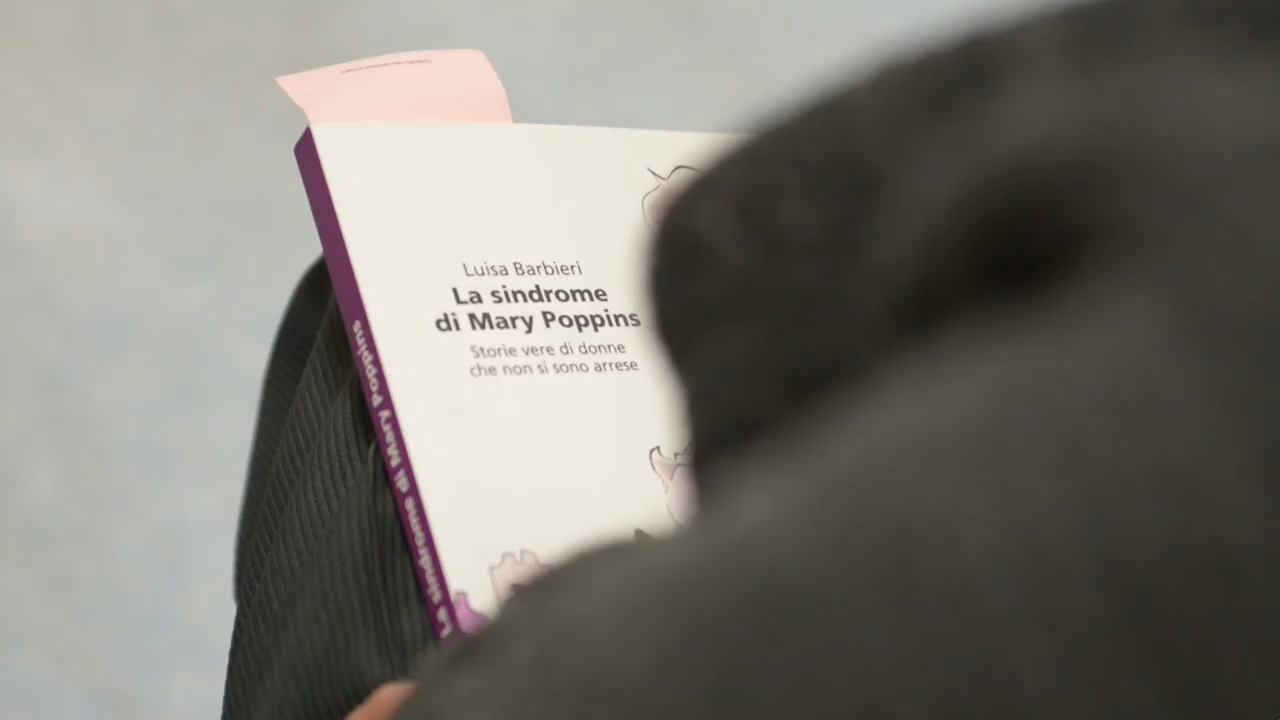 Luisa Barbieri
La sindrome
di Mary Poppins
Storie vere di donne
che non si sono arrese
La sindrome di Mary Poppins